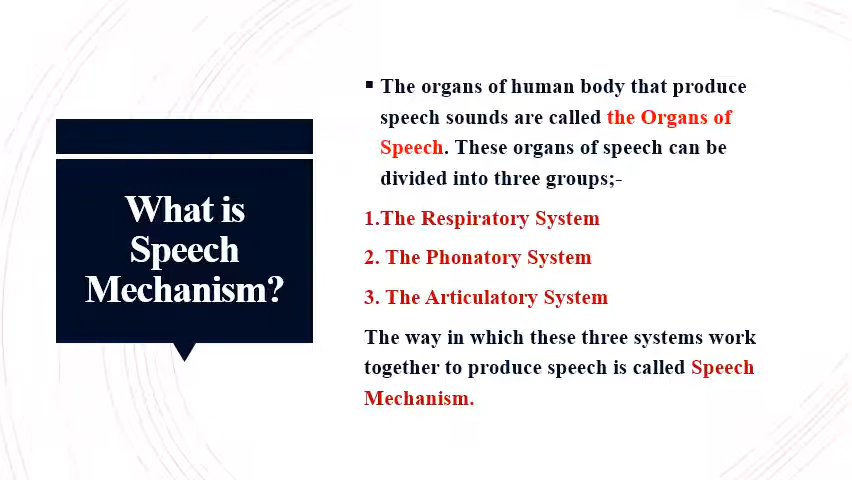 What is
Speech
Mechanism?
▪ The organs of human body that produce
speech sounds are called the Organs of
Speech. These organs of speech can be
divided into three groups;-
1.The Respiratory System
2. The Phonatory System
3. The Articulatory System
The way in which these three systems work
together to produce speech is called Speech
Mechanism.